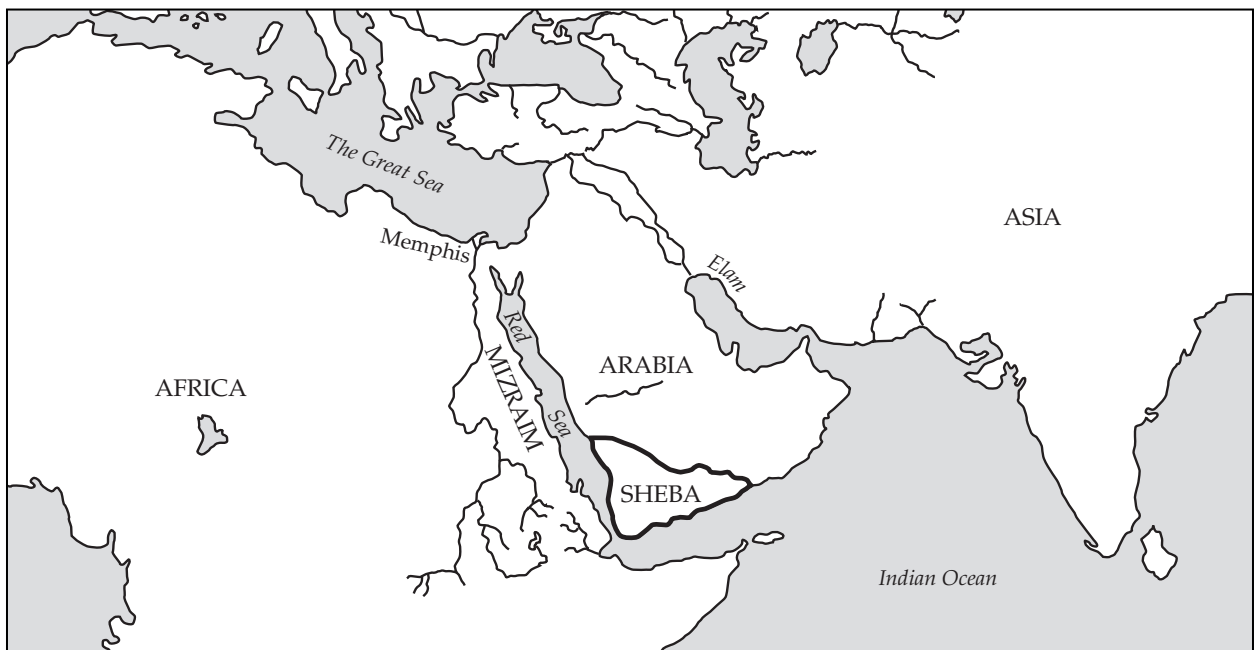 The Great Sea
ASIA
Memphis
Elam
Red
MIZRAIM
ARABIA
AFRICA
Sea
SHEBA
Indian Ocean